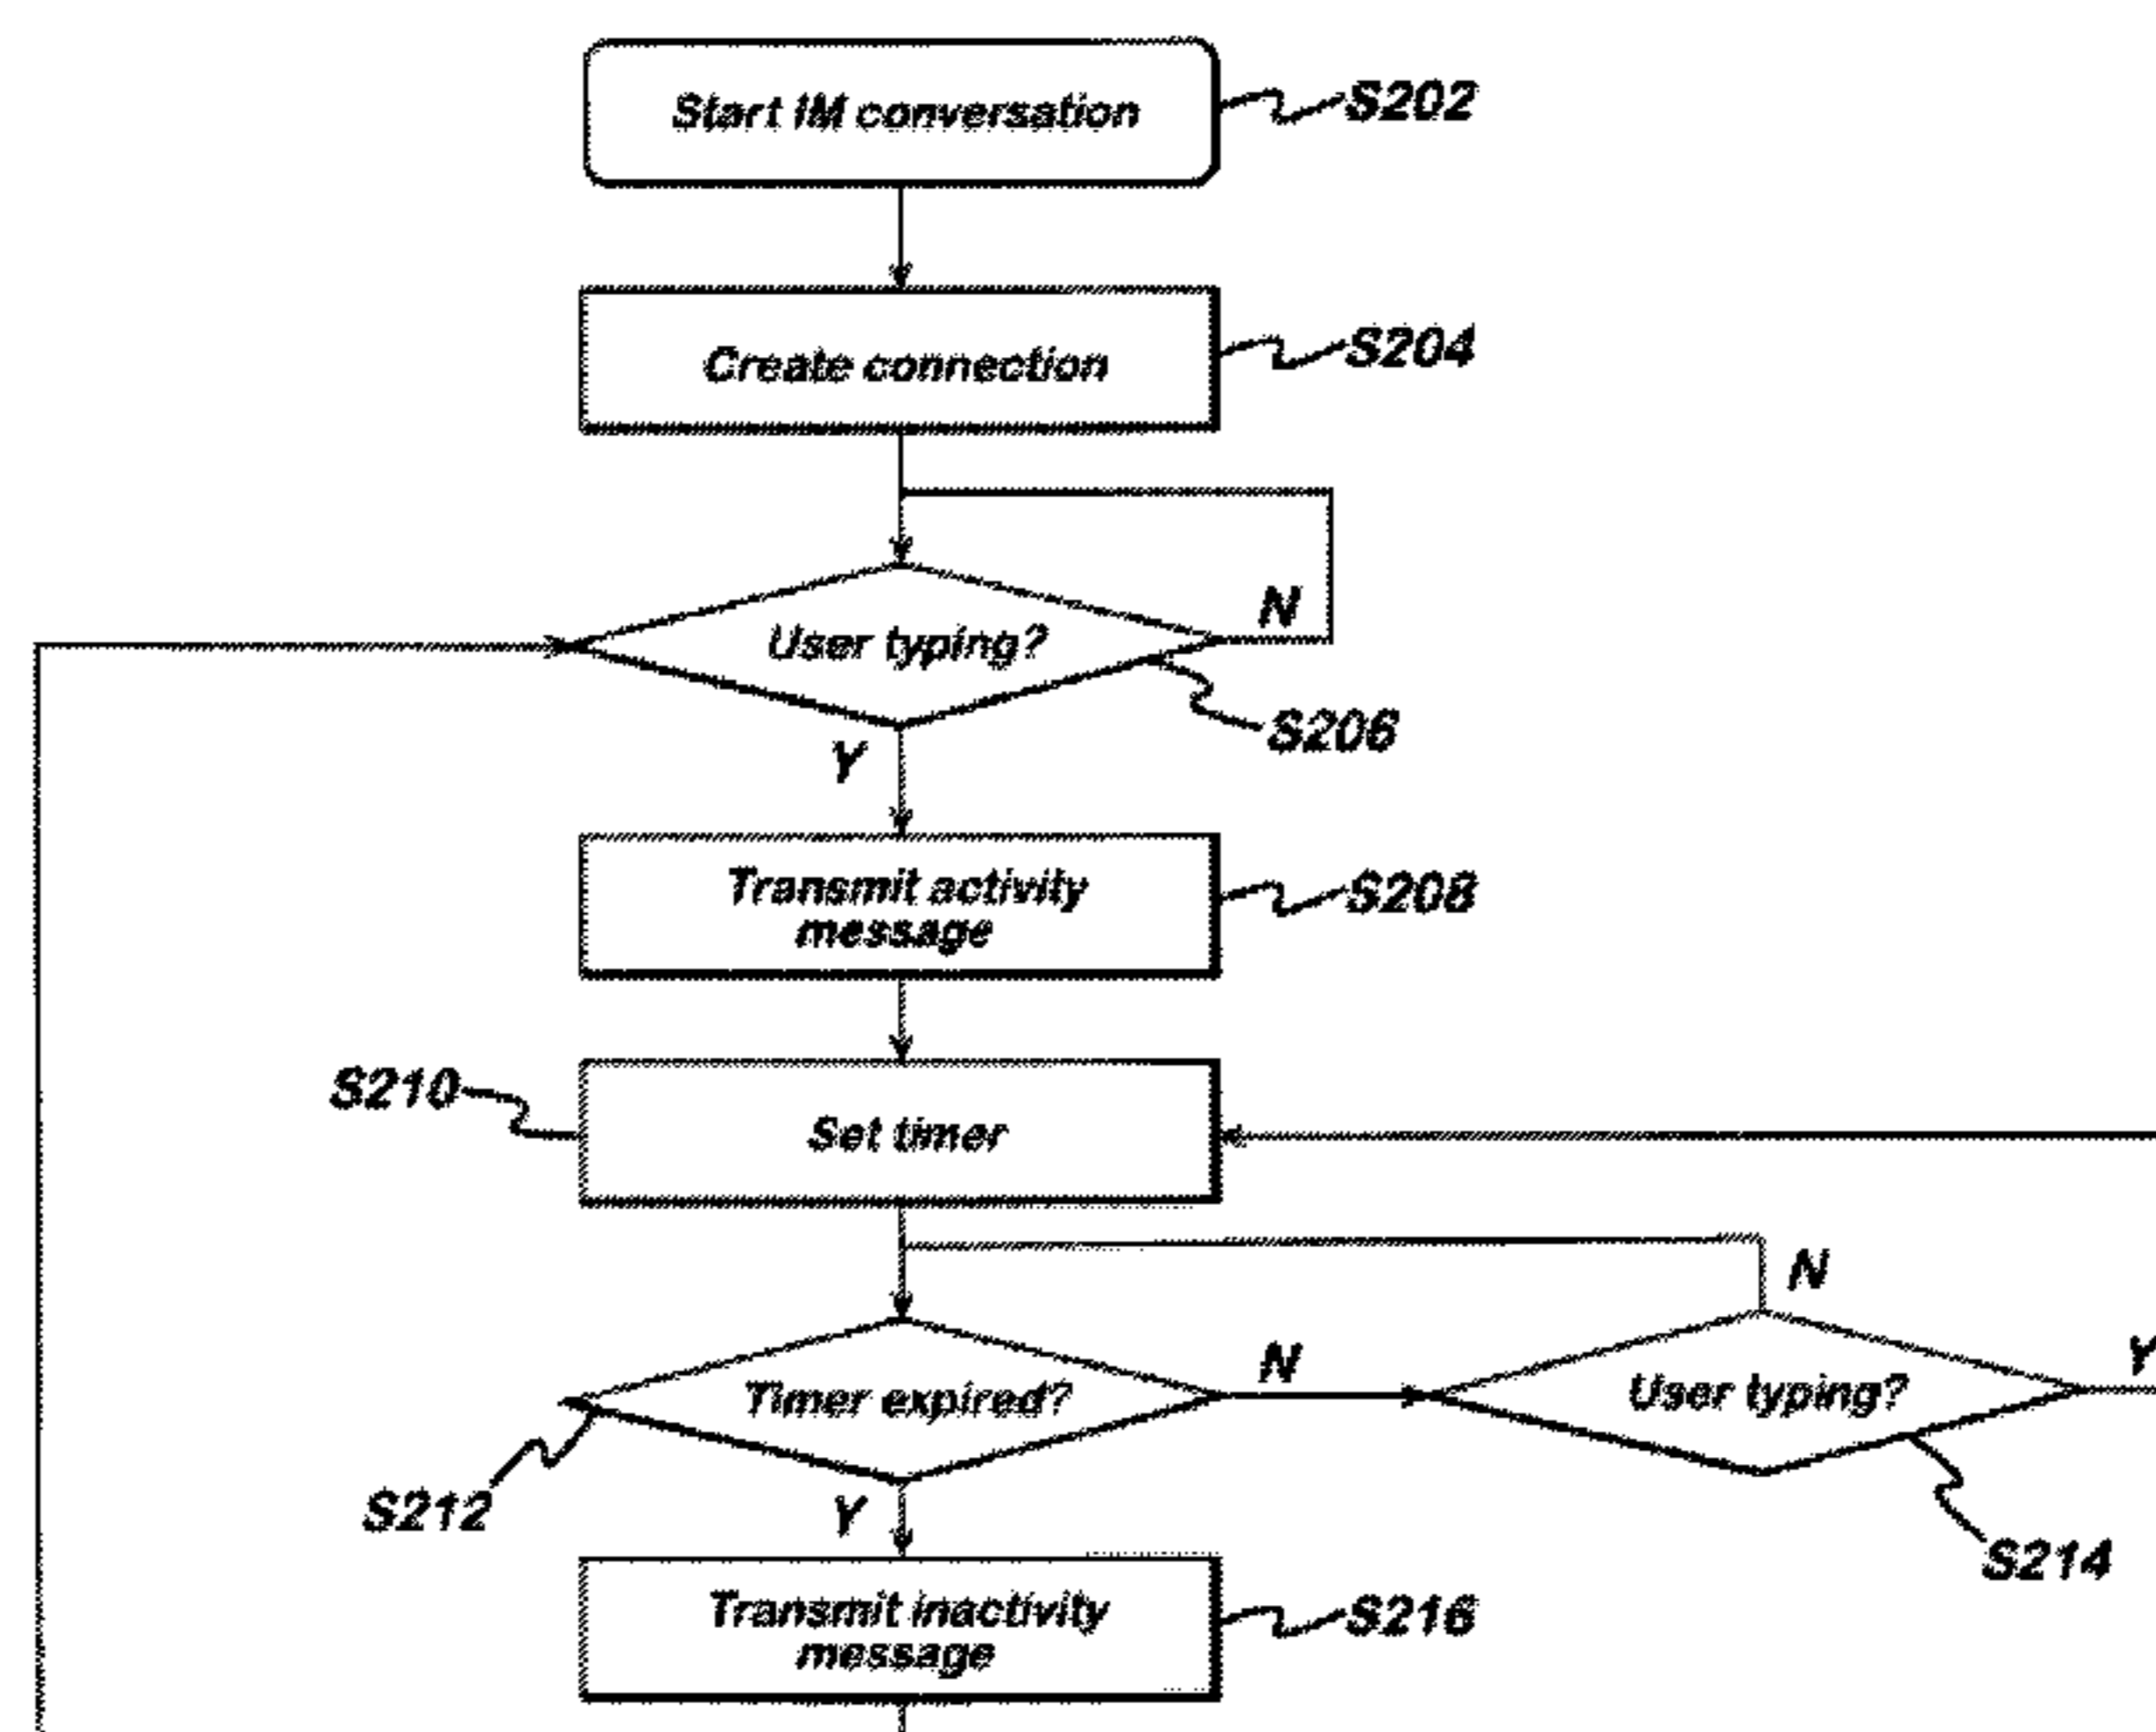 Start IM conversation
S202
Create connection
S204
N
User typing?
S206
Y
Transmit activity
message
S208
S210
Set timer
N
N
Y
Timer expired?
User typing?
S212
Y
S214
Transmit inactivity
message
S216